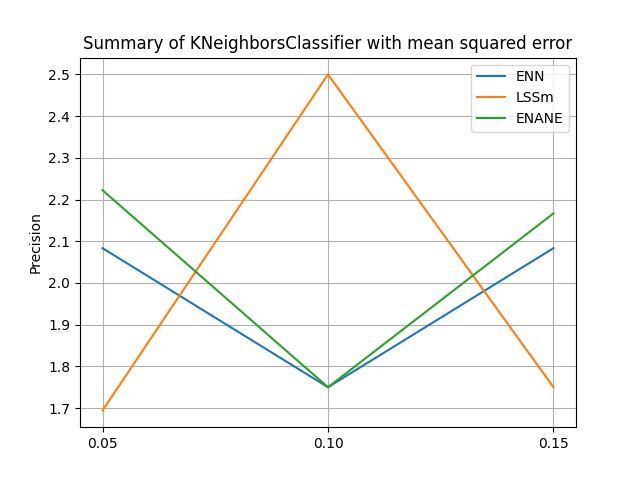 Summary of KNeighborsClassifier with mean squared error
2.5
2.4
2.3
2.2
2.1
2.0
1.9
1.8
1.7
Precision
0.05
0.10
0.15
ENN
LSSm
ENANE